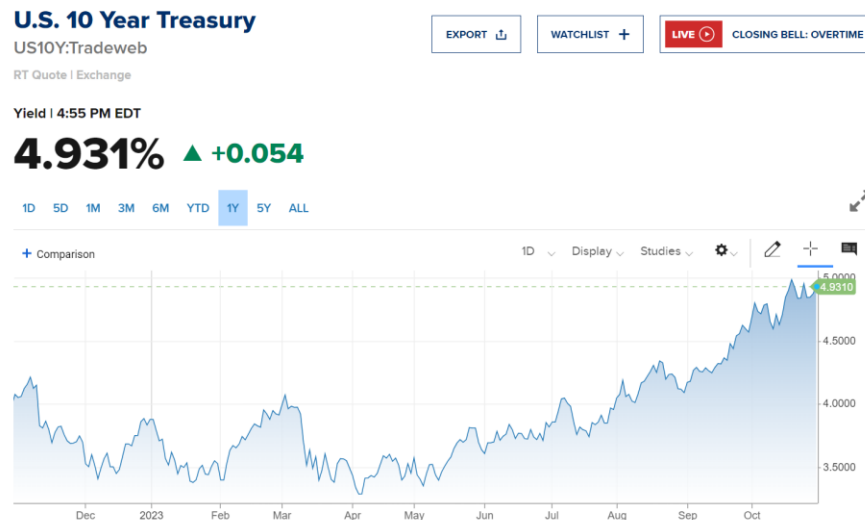 U.S. 10 Year Treasury
US10Y:Tradeweb
EXPORT
WATCHLIST +
LIVE CLOSING BELL: OVERTIME
RT Quote | Exchange
Yield | 4:55 PM EDT
4.931% ▲ +0.054
1D 5D 1M 3M 6M YTD 1Y 5Y ALL
+ Comparison 1D Display Studies
5.0000
4.9310
4.5000
4.0000
3.5000
Dec 2023 Feb Mar Apr May Jun Jul Aug Sep Oct